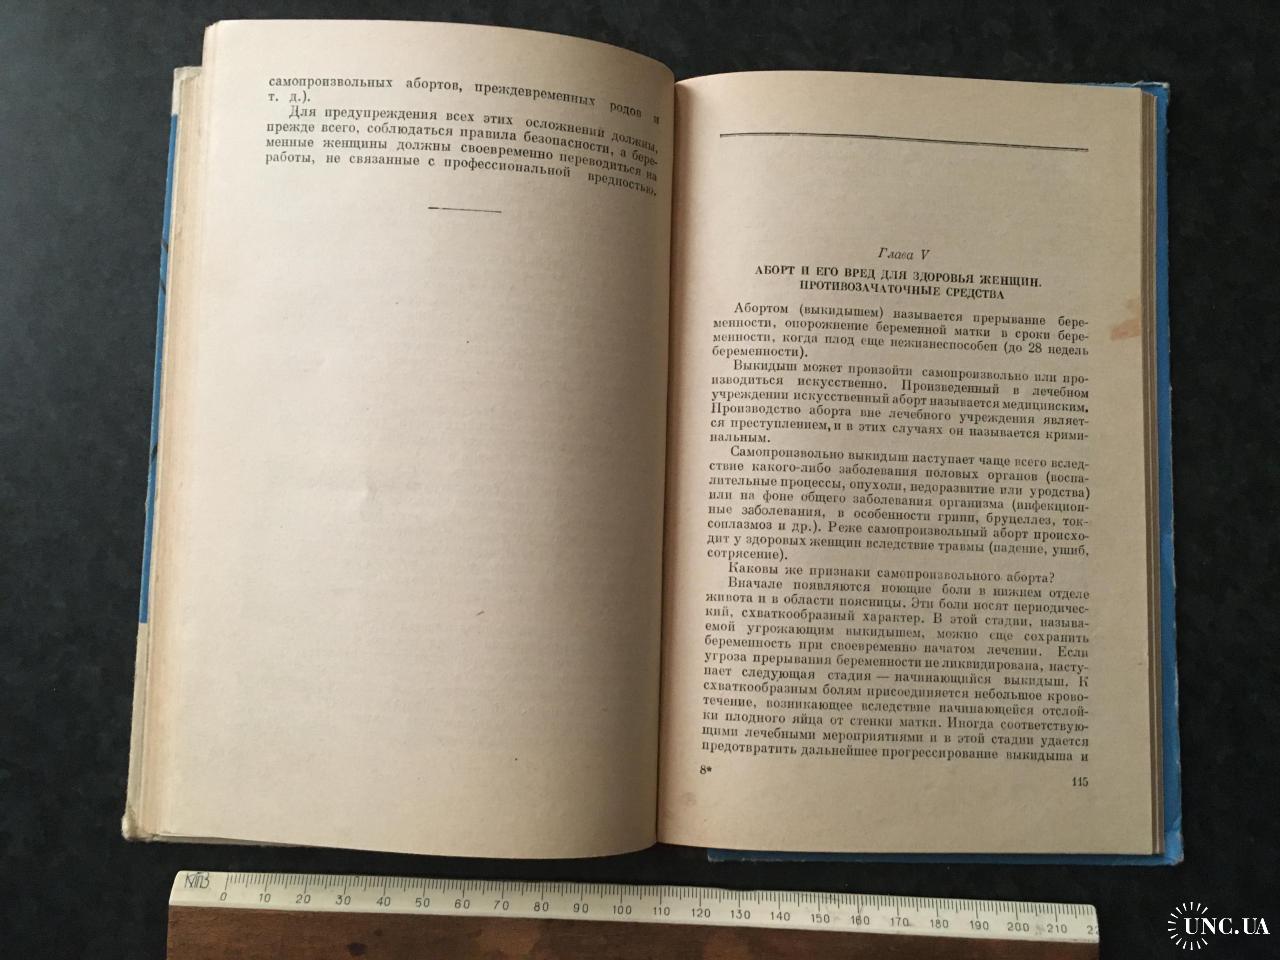 самопроизвольных абортов, преждевременных родов и
т. д.).
Для предупреждения всех этих осложнений должны,
прежде всего, соблюдаться правила безопасности, а бере-
менные женщины должны своевременно переводиться на
работы, не связанные с профессиональной вредностью.
Глава V
АБОРТ И ЕГО ВРЕД ДЛЯ ЗДОРОВЬЯ ЖЕНЩИН.
ПРОТИВОЗАЧАТОЧНЫЕ СРЕДСТВА
Абортом (выкидышем) называется прерывание бере-
менности, опорожнение беременной матки в сроки бере-
менности, когда плод еще нежизнеспособен (до 28 недель
беременности).
Выкидыш может произойти самопроизвольно или про-
изводиться искусственно. Произведенный в лечебном
учреждении искусственный аборт называется медицинским.
Производство аборта вне лечебного учреждения являет-
ся преступлением, и в этих случаях он называется крими-
нальным.
Самопроизвольно выкидыш наступает чаще всего вслед-
ствие какого-либо заболевания половых органов (воспа-
лительные процессы, опухоли, недоразвитие или уродства)
или на фоне общего заболевания организма (инфекцион-
ные заболевания, в особенности грипп, бруцеллез, ток-
соплазмоз и др.). Реже самопроизвольный аборт происхо-
дит у здоровых женщин вследствие травмы (падение, ушиб,
сотрясение).
Каковы же признаки самопроизвольного аборта?
Вначале появляются ноющие боли в нижнем отделе
живота и в области поясницы. Эти боли носят периодичес-
кий, схваткообразный характер. В этой стадии, называ-
емой угрожающим выкидышем, можно еще сохранить
беременность при своевременно начатом лечении. Если
угроза прерывания беременности не ликвидирована, насту-
пает следующая стадия — начинающийся выкидыш. К
схваткообразным болям присоединяется небольшое крово-
течение, возникающее вследствие начинающейся отслой-
ки плодного яйца от стенки матки. Иногда соответствую-
щими лечебными мероприятиями и в этой стадии удается
предотвратить дальнейшее прогрессирование выкидыша и
8*
115
0 10 20 30 40 50 60 70 80 90 100 110 120 130 140 150 160 170 180 190 200 210
UNC.UA